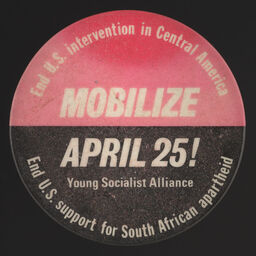 End U.S. intervention in Central America
MOBILIZE
APRIL 25!
Young Socialist Alliance
End U.S. support for South African apartheid